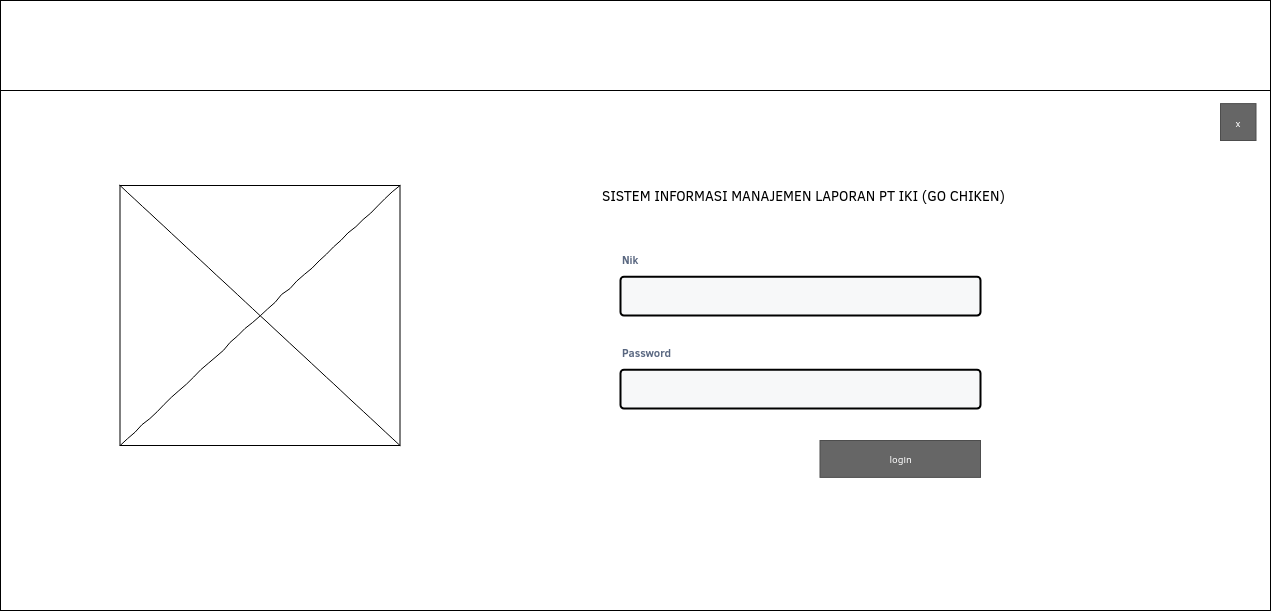 x
SISTEM INFORMASI MANAJEMEN LAPORAN PT IKI (GO CHIKEN)
Nik
Password
login